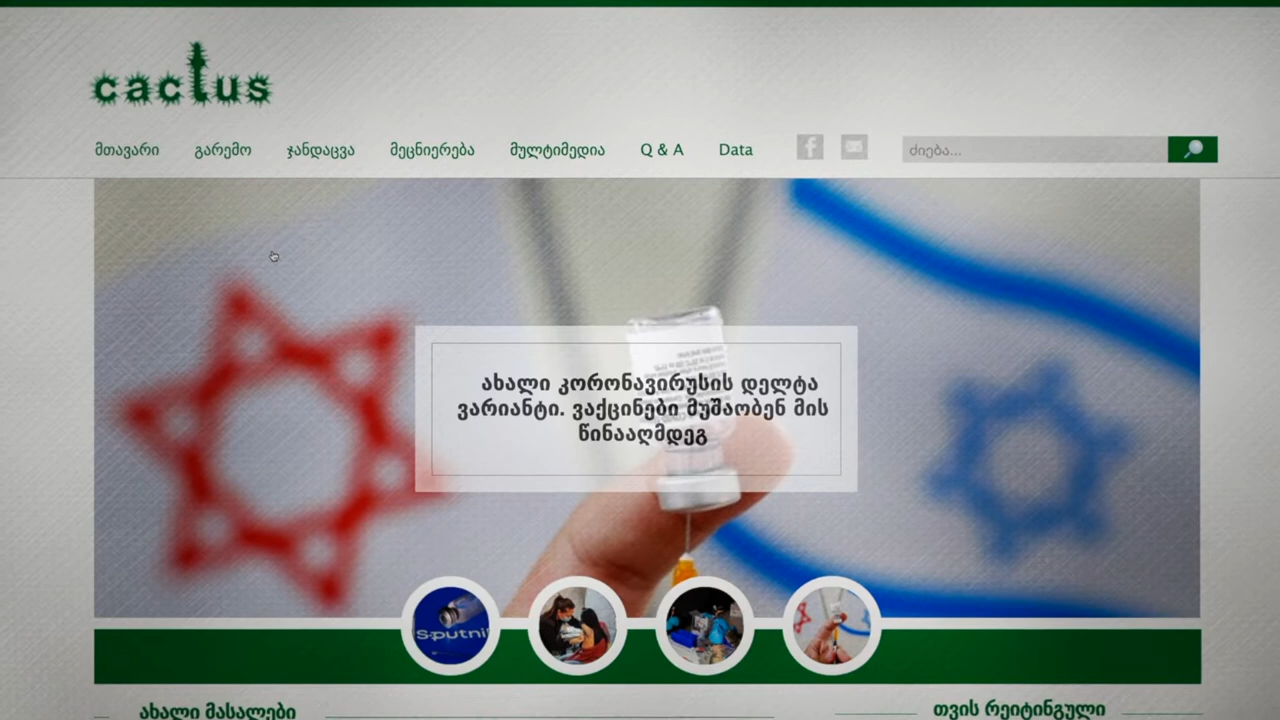 cactus
მთავარი გარემო ჯანდაცვა მეცნიერება მულტიმედია Q & A Data ძიება...
ახალი კორონავირუსის დელტა
ვარიანტი. ვაქცინები მუშაობენ მის
წინააღმდეგ
Sputni
ახალი მასალები თვის რეიტინგული